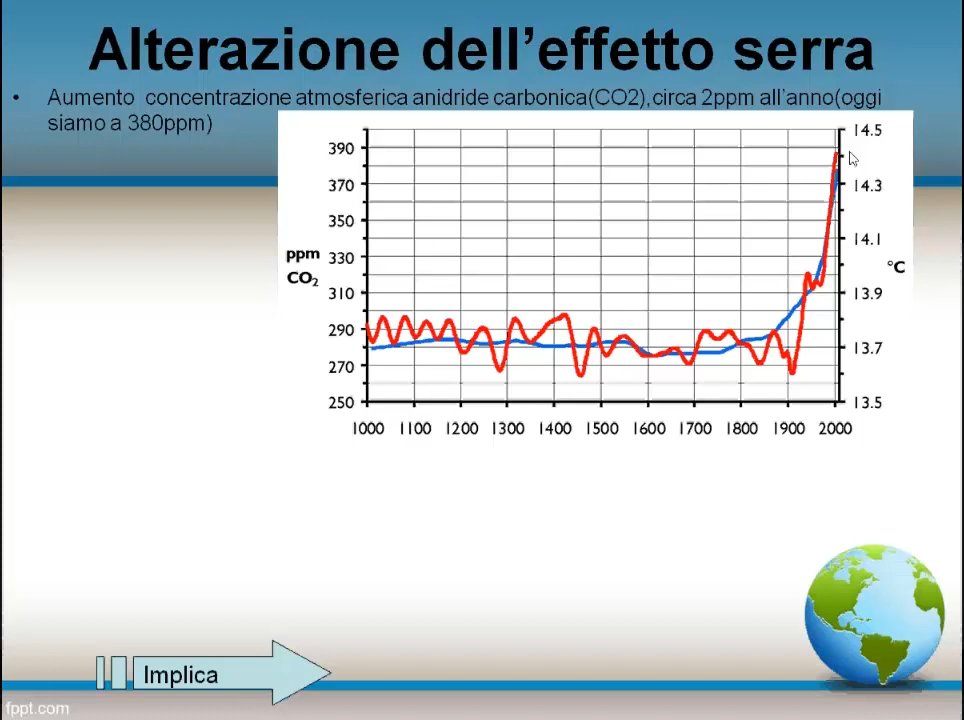 Alterazione dell’effetto serra
• Aumento concentrazione atmosferica anidride carbonica(CO2),circa 2ppm all’anno(oggi
siamo a 380ppm)
390
370
350
330
310
290
270
250
ppm
CO₂
14.5
14.3
14.1
13.9
13.7
13.5
°C
1000 1100 1200 1300 1400 1500 1600 1700 1800 1900 2000
Implica
fppt.com